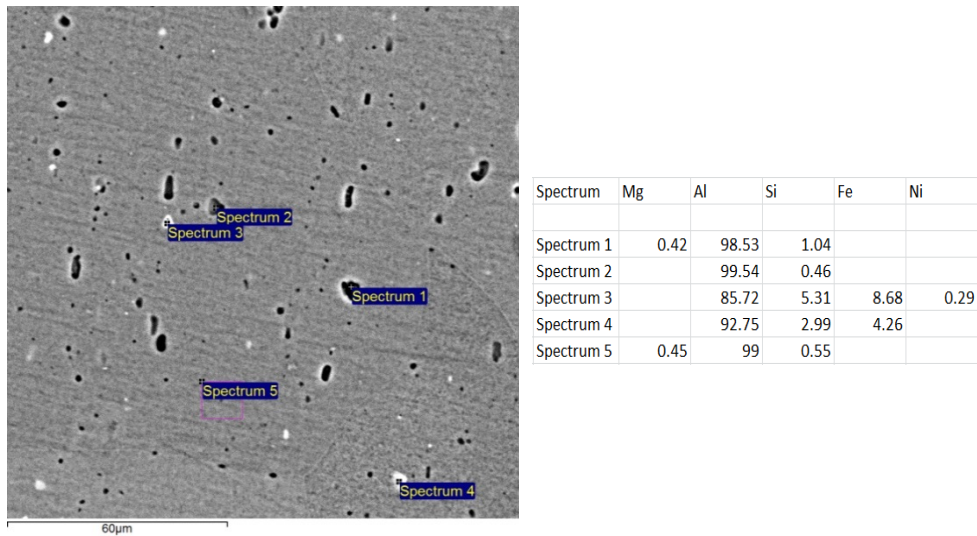 Spectrum 2
Spectrum 3
Spectrum 1
Spectrum 5
Spectrum 4
60µm
Spectrum Mg Al Si Fe Ni
Spectrum 1 0.42 98.53 1.04
Spectrum 2 99.54 0.46
Spectrum 3 85.72 5.31 8.68 0.29
Spectrum 4 92.75 2.99 4.26
Spectrum 5 0.45 99 0.55